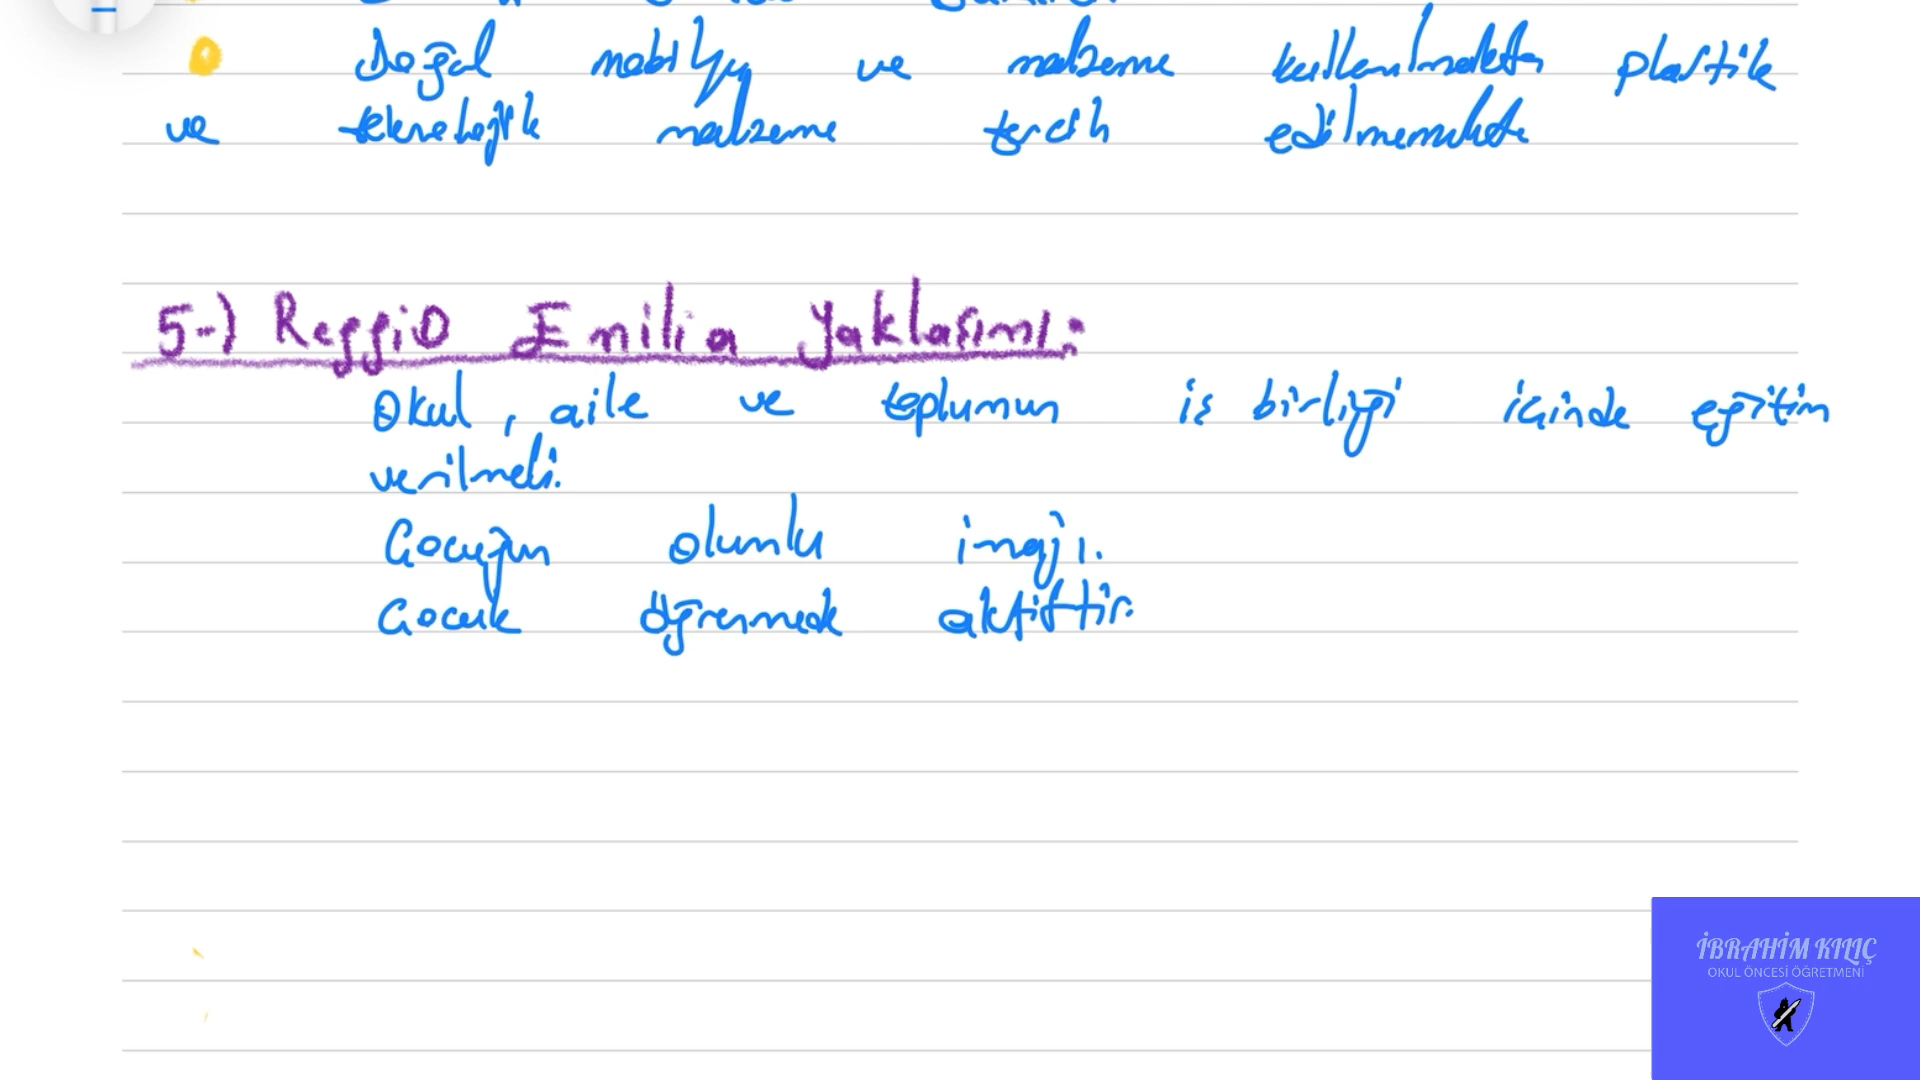 Doğal mobilya ve malzeme kullanılmakta plastik
ve teknolojik malzeme tercih edilmemekte
5-) Reggio Emilia Yaklaşımı:
Okul, aile ve toplumun iş birliği içinde eğitim
verilmeli.
Çocuğun olumlu imajı.
Çocuk öğrenmede aktiftir.
İBRAHİM KILIÇ
OKUL ÖNCESİ ÖĞRETMENİ